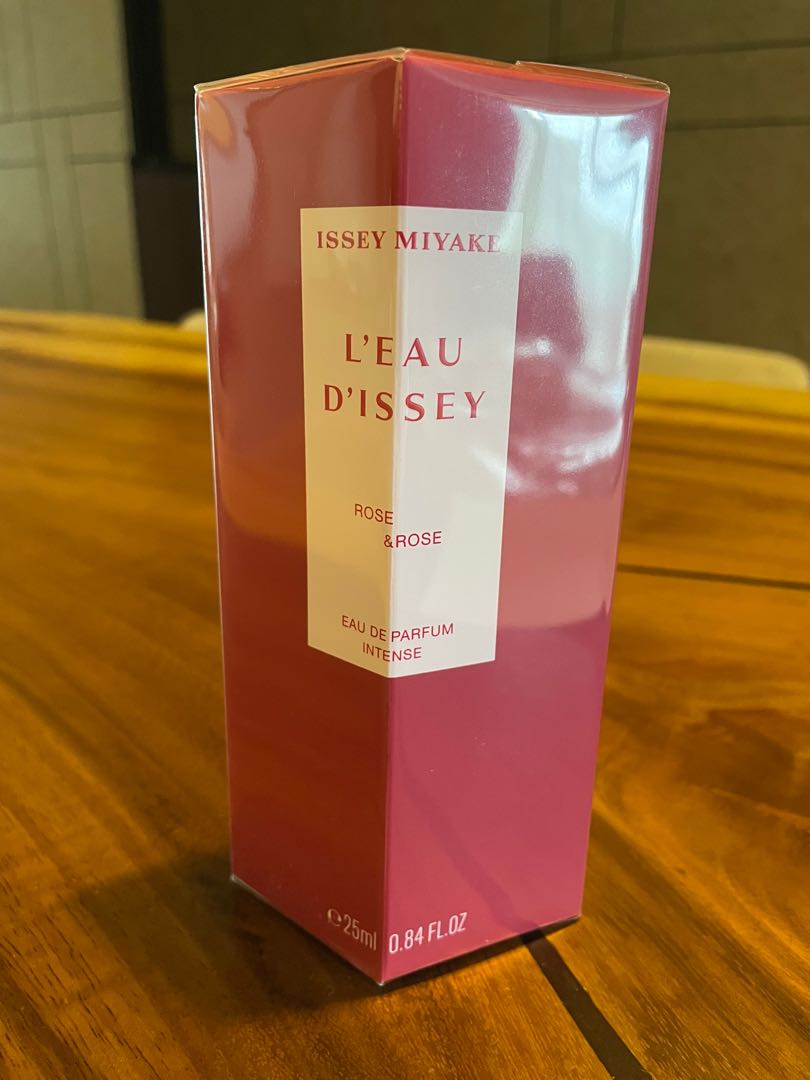 ISSEY MIYAKE
L'EAU
D'ISSEY
ROSE
&ROSE
EAU DE PARFUM
INTENSE
℮25ml 0.84 FL.OZ